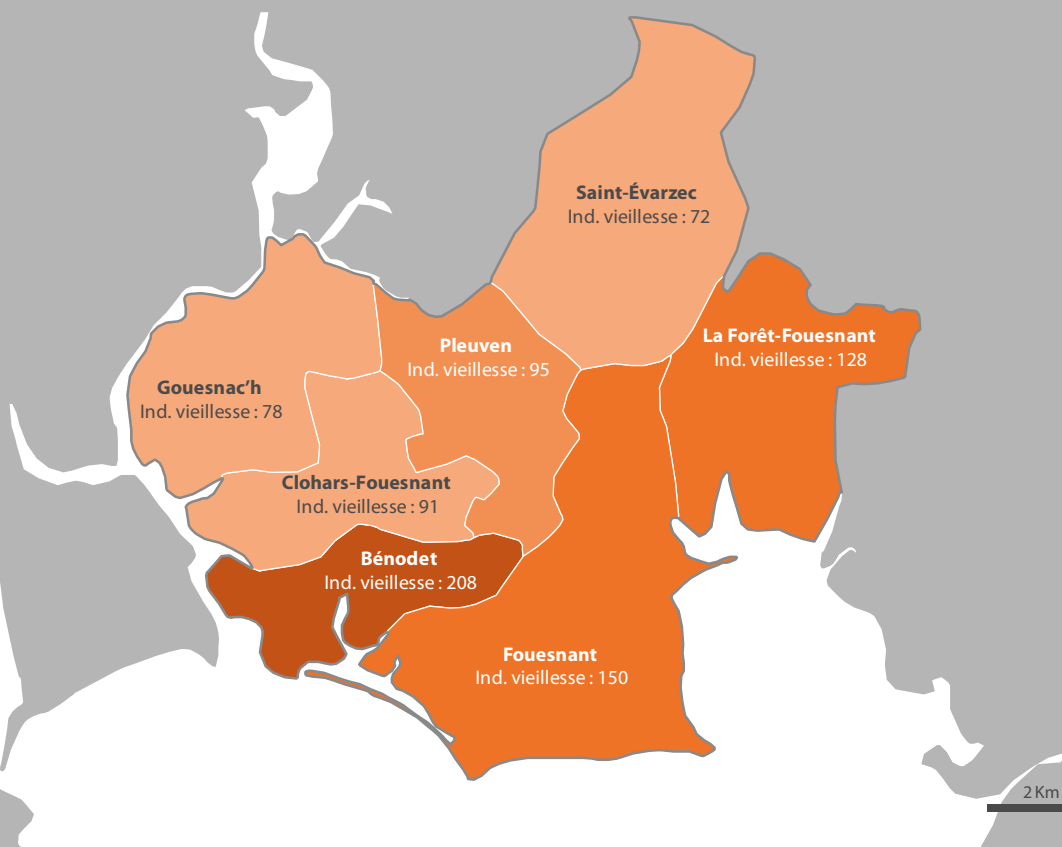 Saint-Évarzec
Ind. vieillesse : 72
La Forêt-Fouesnant
Ind. vieillesse : 128
Pleuven
Ind. vieillesse : 95
Gouesnac’h
Ind. vieillesse : 78
Clohars-Fouesnant
Ind. vieillesse : 91
Bénodet
Ind. vieillesse : 208
Fouesnant
Ind. vieillesse : 150
2 Km